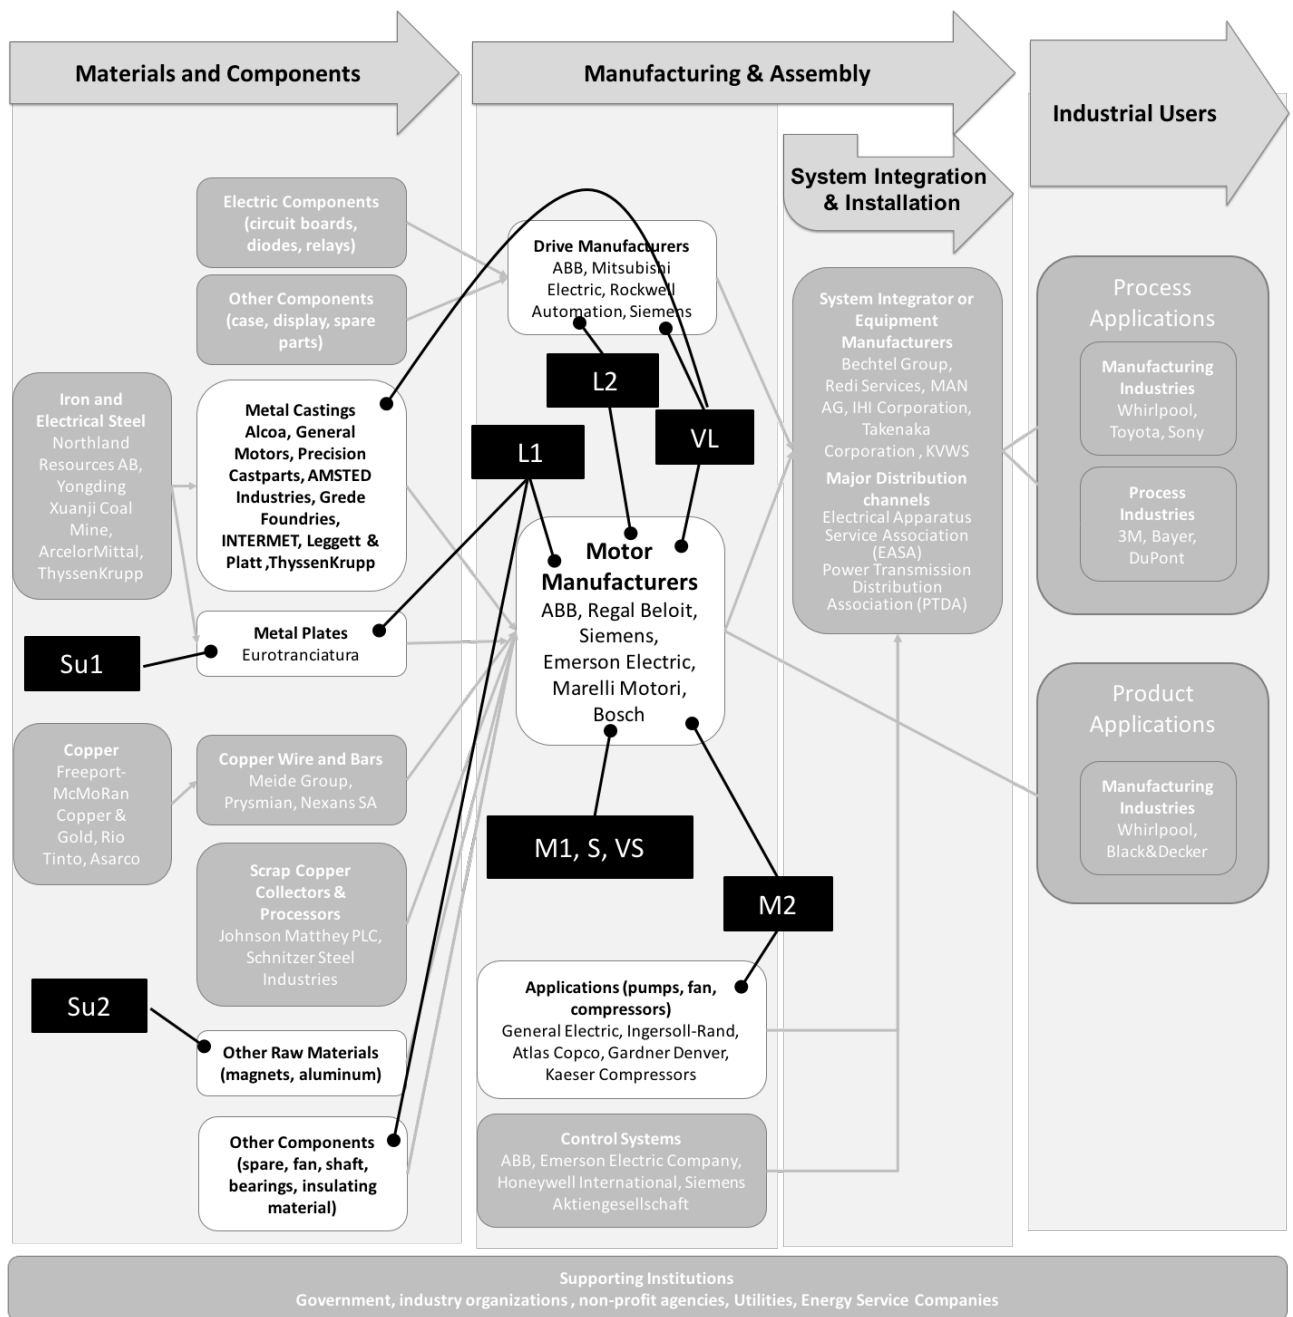 Materials and Components
Manufacturing & Assembly
Industrial Users
System Integration
& Installation
Electric Components
(circuit boards,
diodes, relays)
Other Components
(case, display, spare
parts)
Iron and
Electrical Steel
Northland
Resources AB,
Yongding
Xuanji Coal
Mine,
ArcelorMittal,
ThyssenKrupp
Metal Castings
Alcoa, General
Motors, Precision
Castparts, AMSTED
Industries, Grede
Foundries,
INTERMET, Leggett &
Platt ,ThyssenKrupp
Metal Plates
Eurotranciatura
Su1
Copper
Freeport-
McMoRan
Copper &
Gold, Rio
Tinto, Asarco
Copper Wire and Bars
Meide Group,
Prysmian, Nexans SA
Scrap Copper
Collectors &
Processors
Johnson Matthey PLC,
Schnitzer Steel
Industries
Su2
Other Raw Materials
(magnets, aluminum)
Other Components
(spare, fan, shaft,
bearings, insulating
material)
Drive Manufacturers
ABB, Mitsubishi
Electric, Rockwell
Automation, Siemens
L2
VL
L1
Motor
Manufacturers
ABB, Regal Beloit,
Siemens,
Emerson Electric,
Marelli Motori,
Bosch
M1, S, VS
M2
Applications (pumps, fan,
compressors)
General Electric, Ingersoll-Rand,
Atlas Copco, Gardner Denver,
Kaeser Compressors
Control Systems
ABB, Emerson Electric Company,
Honeywell International, Siemens
Aktiengesellschaft
System Integrator or
Equipment
Manufacturers
Bechtel Group,
Redi Services, MAN
AG, IHI Corporation,
Takenaka
Corporation , KVWS
Major Distribution
channels
Electrical Apparatus
Service Association
(EASA)
Power Transmission
Distribution
Association (PTDA)
Process
Applications
Manufacturing
Industries
Whirlpool,
Toyota, Sony
Process
Industries
3M, Bayer,
DuPont
Product
Applications
Manufacturing
Industries
Whirlpool,
Black&Decker
Supporting Institutions
Government, industry organizations , non-profit agencies, Utilities, Energy Service Companies